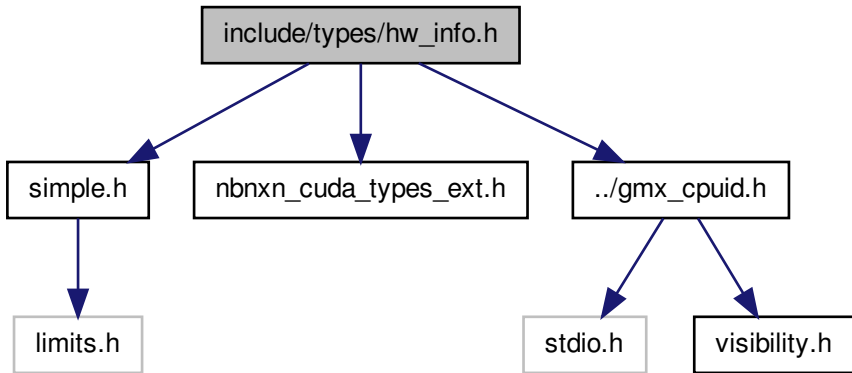 include/types/hw_info.h
simple.h
nbnxn_cuda_types_ext.h
../gmx_cpuid.h
limits.h
stdio.h
visibility.h